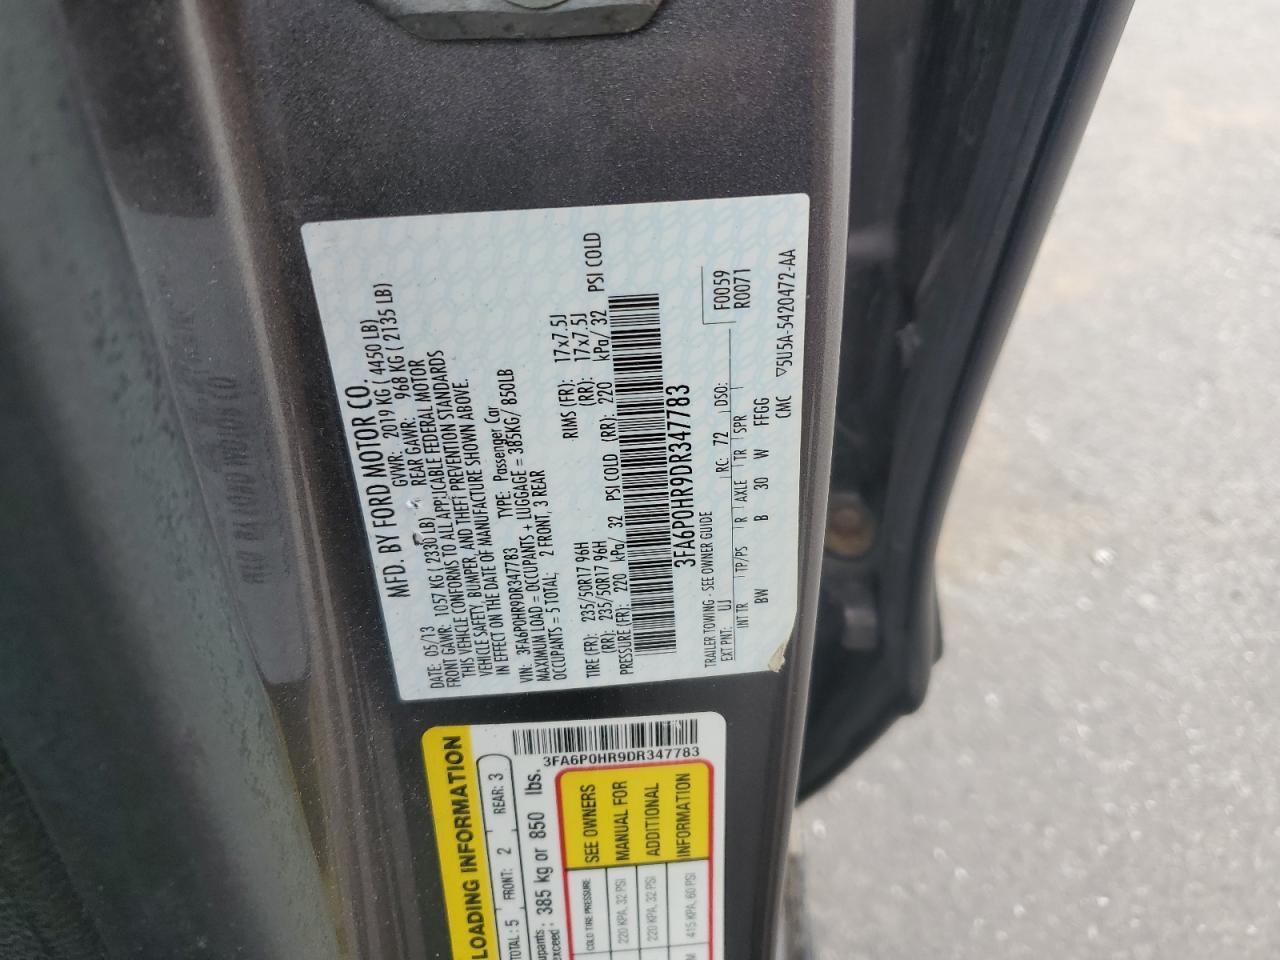 MFD. BY FORD MOTOR CO.
DATE: 05/13 GVWR: 2019 KG ( 4450 LB)
FRONT GAWR: 1057 KG ( 2330 LB) REAR GAWR: 968 KG ( 2135 LB)
THIS VEHICLE CONFORMS TO ALL APPLICABLE FEDERAL MOTOR
VEHICLE SAFETY, BUMPER, AND THEFT PREVENTION STANDARDS
IN EFFECT ON THE DATE OF MANUFACTURE SHOWN ABOVE.
VIN: 3FA6P0HR9DR347783 TYPE: Passenger Car
MAXIMUM LOAD = OCCUPANTS + LUGGAGE = 385KG/ 850LB
OCCUPANTS = 5 TOTAL; 2 FRONT, 3 REAR
TIRE (FR): 235/50R17 96H RIMS (FR): 17x7.5J
(RR): 235/50R17 96H (RR): 17x7.5J
PRESSURE (FR): 220 kPa/ 32 PSI COLD (RR): 220 kPa/ 32 PSI COLD
3FA6P0HR9DR347783
TRAILER TOWING - SEE OWNER GUIDE F0059
EXT PNT: UJ RC: 72 DSO: R0071
INT TR TP/PS R AXLE TR SPR
BW B 30 W FFGG
CMC ▽5U5A-5420472-AA
3FA6P0HR9DR347783
LOADING INFORMATION
TOTAL: 5 FRONT: 2 REAR: 3
upants
exceed: 385 kg or 850 lbs.
COLD TIRE PRESSURE SEE OWNERS
220 KPA, 32 PSI MANUAL FOR
220 KPA, 32 PSI ADDITIONAL
415 KPA, 60 PSI INFORMATION